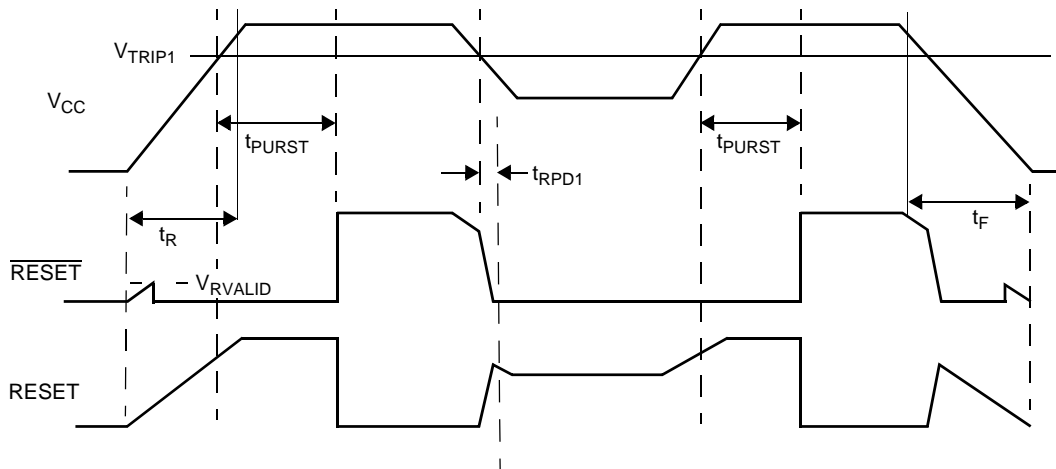 VTRIP1
VCC
tPURST
tPURST
tRPD1
tR
tF
RESET
VRVALID
RESET